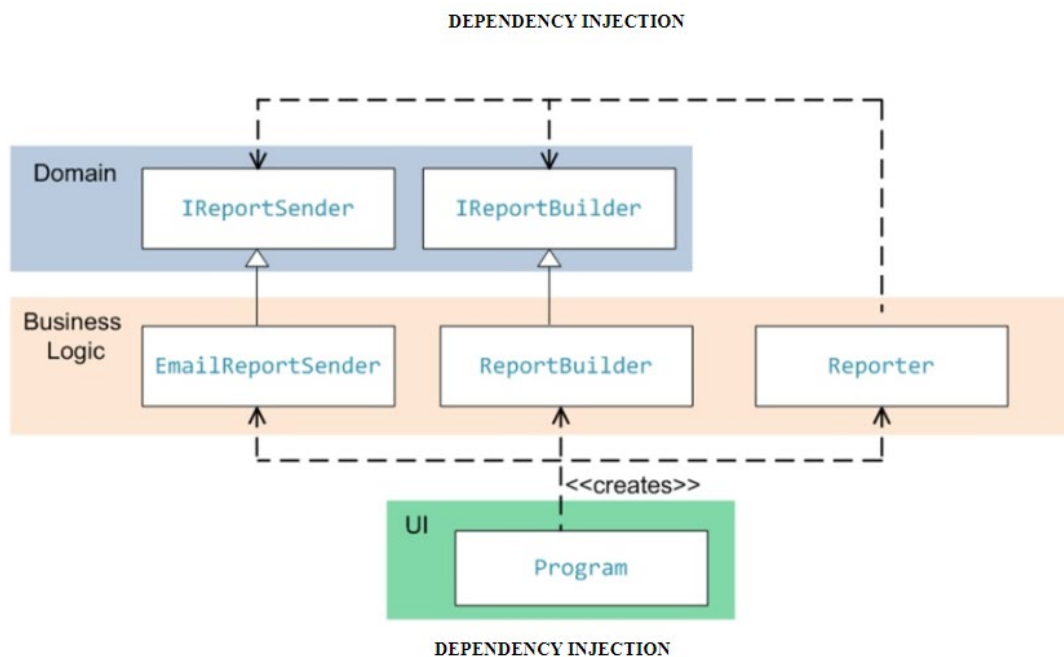 DEPENDENCY INJECTION
Domain
IReportSender
IReportBuilder
Business
Logic
EmailReportSender
ReportBuilder
Reporter
<<creates>>
UI
Program
DEPENDENCY INJECTION